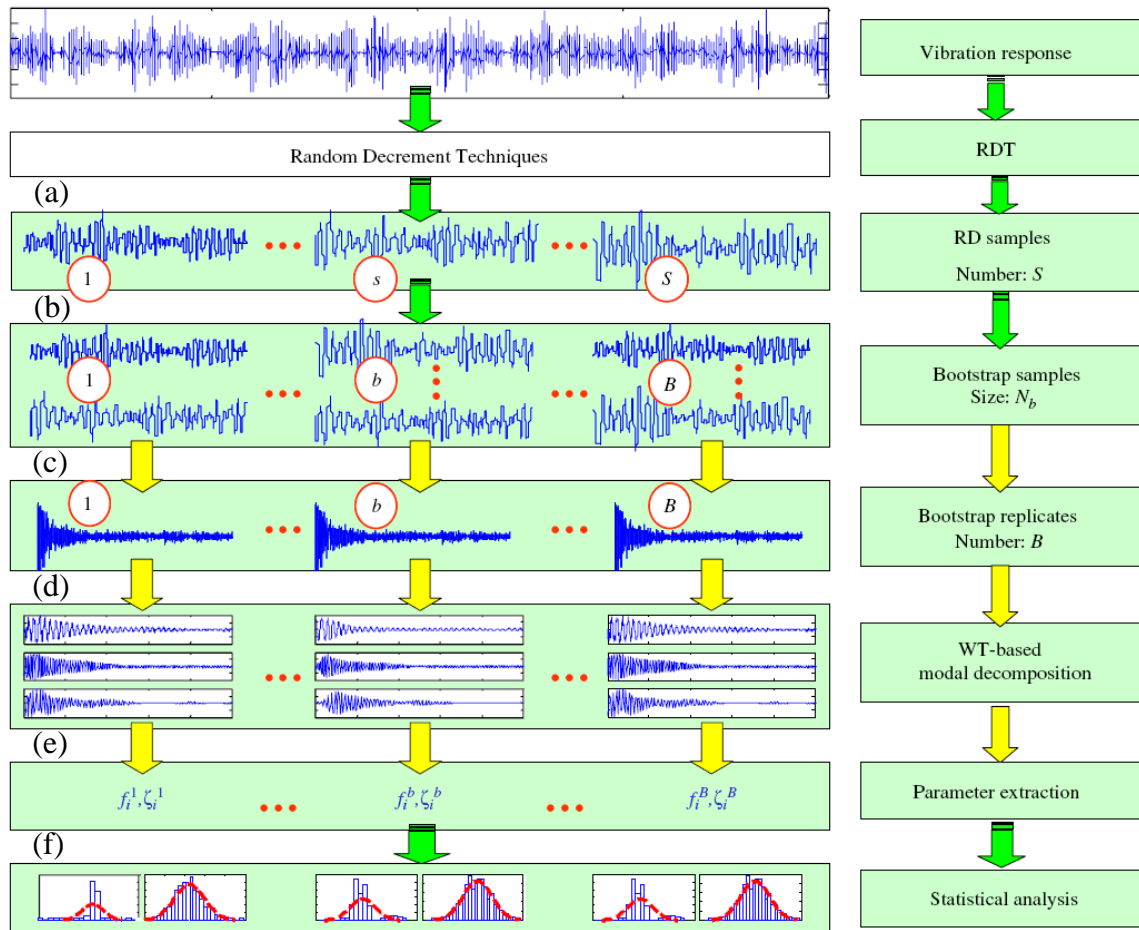 Vibration response
Random Decrement Techniques
RDT
(a)
1
s
S
RD samples
Number: S
(b)
1
b
B
Bootstrap samples
Size: N_b
(c)
1
b
B
Bootstrap replicates
Number: B
(d)
WT-based
modal decomposition
(e)
f_i^1,ζ_i^1
f_i^b,ζ_i^b
f_i^B,ζ_i^B
Parameter extraction
(f)
Statistical analysis